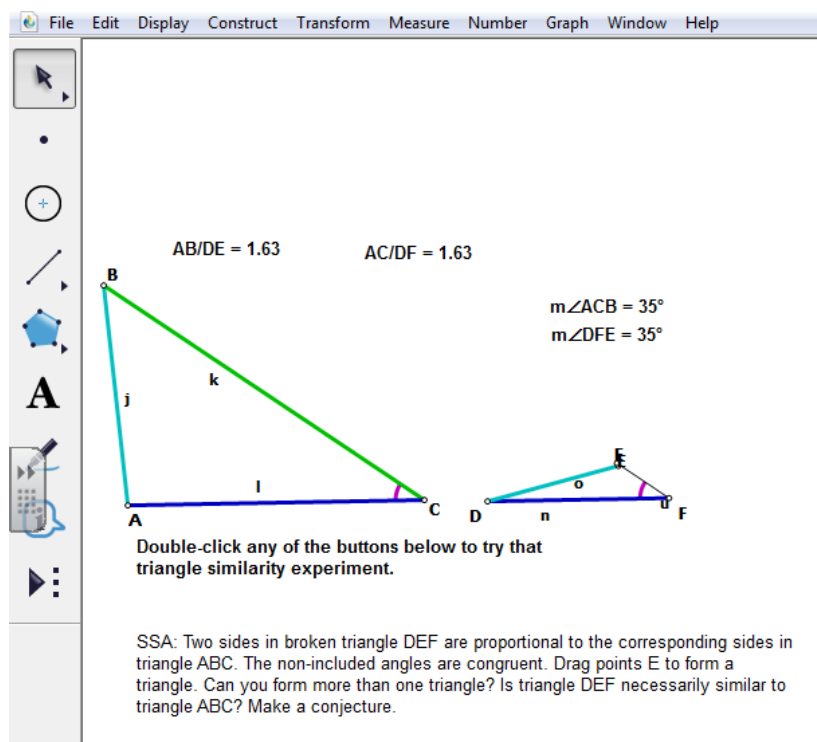 File Edit Display Construct Transform Measure Number Graph Window Help
A
AB/DE = 1.63
AC/DF = 1.63
B
m∠ACB = 35°
m∠DFE = 35°
k
j
l
A
C
E
o
D
n
u
F
Double-click any of the buttons below to try that
triangle similarity experiment.
SSA: Two sides in broken triangle DEF are proportional to the corresponding sides in
triangle ABC. The non-included angles are congruent. Drag points E to form a
triangle. Can you form more than one triangle? Is triangle DEF necessarily similar to
triangle ABC? Make a conjecture.